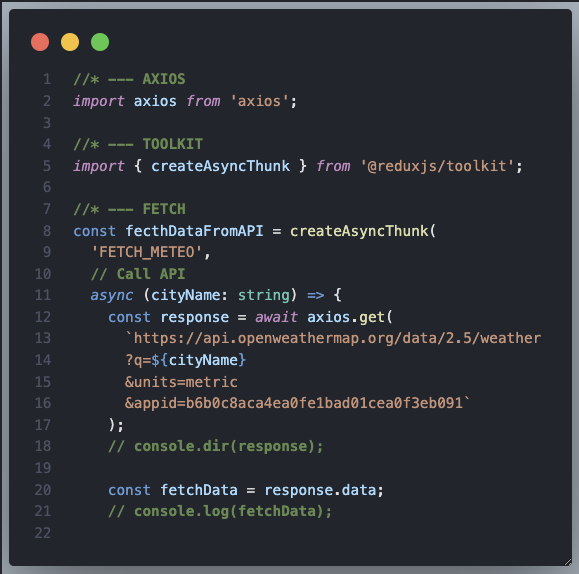 1 //* --- AXIOS
2 import axios from 'axios';
3
4 //* --- TOOLKIT
5 import { createAsyncThunk } from '@reduxjs/toolkit';
6
7 //* --- FETCH
8 const fecthDataFromAPI = createAsyncThunk(
9   'FETCH_METEO',
10   // Call API
11   async (cityName: string) => {
12     const response = await axios.get(
13       `https://api.openweathermap.org/data/2.5/weather
14       ?q=${cityName}
15       &units=metric
16       &appid=b6b0c8aca4ea0fe1bad01cea0f3eb091`
17     );
18     // console.dir(response);
19
20     const fetchData = response.data;
21     // console.log(fetchData);
22